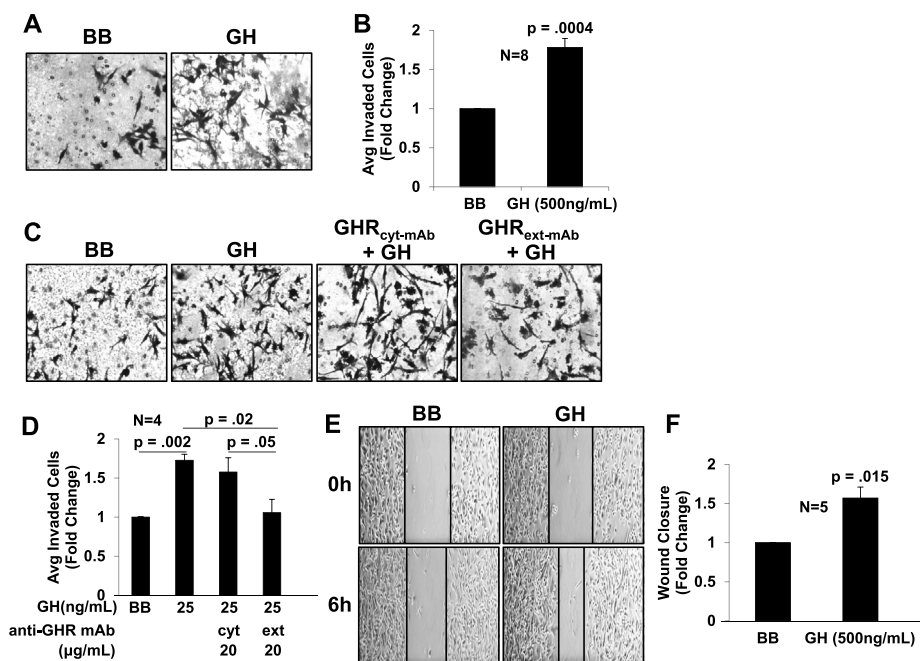 A
BB
GH
B
Avg Invaded Cells
(Fold Change)
2
1.5
1
0.5
0
N=8
p = .0004
BB
GH (500ng/mL)
C
BB
GH
GHRcyt-mAb
+ GH
GHRext-mAb
+ GH
D
Avg Invaded Cells
(Fold Change)
2
1.5
1
0.5
0
N=4
p = .02
p = .002
p = .05
GH(ng/mL) BB 25 25 25
anti-GHR mAb cyt ext
(µg/mL) 20 20
E
BB
GH
0h
6h
F
Wound Closure
(Fold Change)
2
1.5
1
0.5
0
p = .015
N=5
BB
GH (500ng/mL)